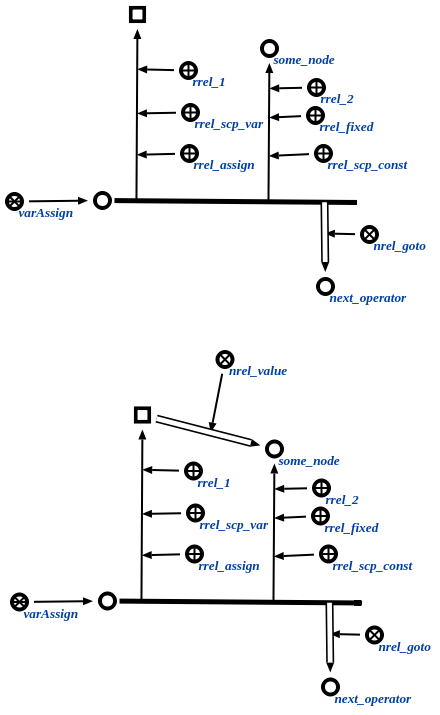 some_node
rrel_1
rrel_2
rrel_scp_var
rrel_fixed
rrel_assign
rrel_scp_const
varAssign
nrel_goto
next_operator
nrel_value
some_node
rrel_1
rrel_2
rrel_scp_var
rrel_fixed
rrel_assign
rrel_scp_const
varAssign
nrel_goto
next_operator